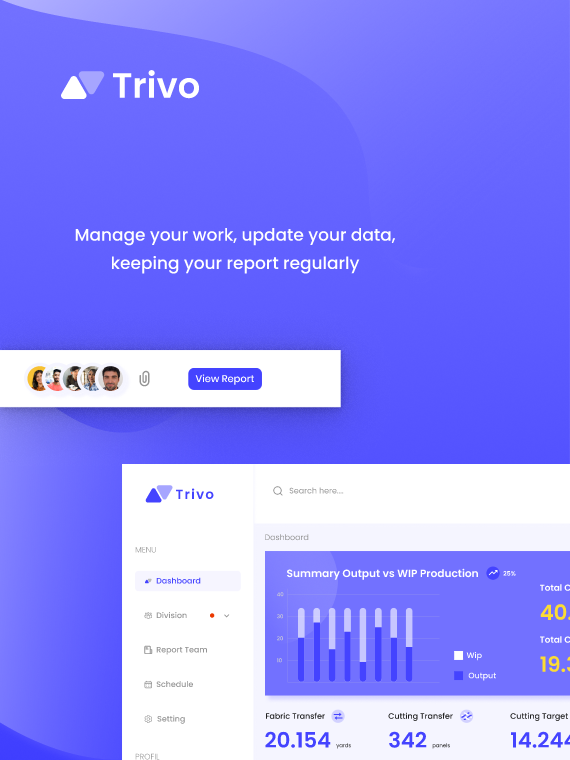 Trivo
Manage your work, update your data,
keeping your report regularly
View Report
Trivo
Search here...
MENU
Dashboard
Division
Report Team
Schedule
Setting
PROFIL
Dashboard
Summary Output vs WIP Production
25%
40
30
20
10
Wip
Output
Total C
40.
Total C
19.3
Fabric Transfer
20.154 yards
Cutting Transfer
342 panels
Cutting Target
14.244